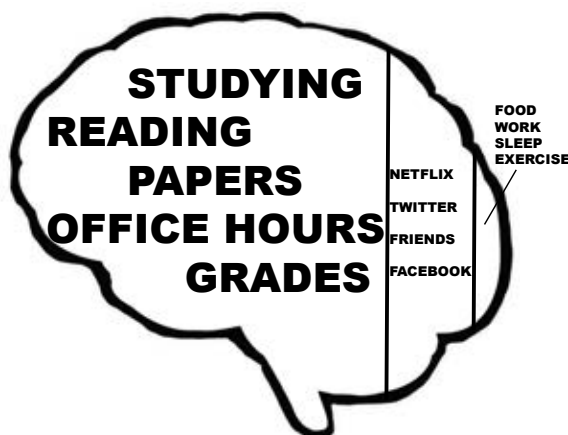 STUDYING
READING
PAPERS
OFFICE HOURS
GRADES
NETFLIX
TWITTER
FRIENDS
FACEBOOK
FOOD
WORK
SLEEP
EXERCISE